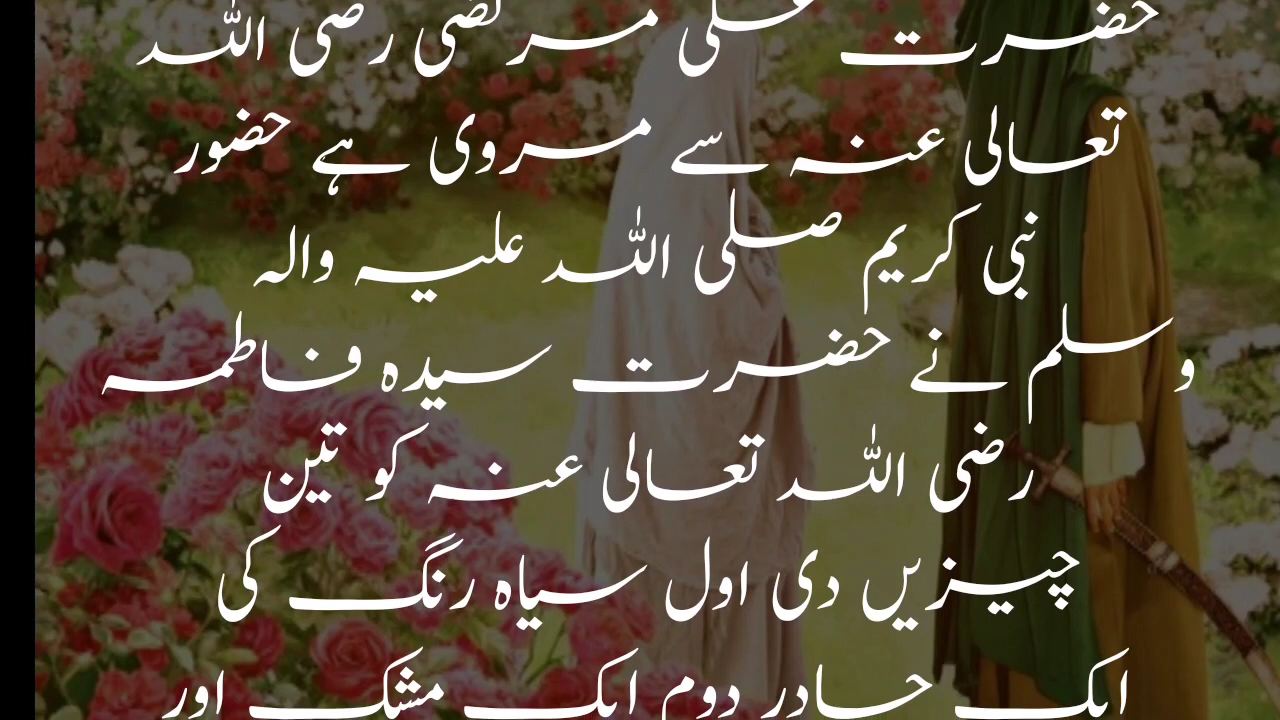 حضرت علی مرتضی رضی اللہ
تعالی عنہ سے مروی ہے حضور
نبی کریم صلی اللہ علیہ والہ
وسلم نے حضرت سیدہ فاطمہ
رضی اللہ تعالی عنہ کو تین
چیزیں دی اول سیاہ رنگ کی
ایک چادر دوم ایک مشک اور